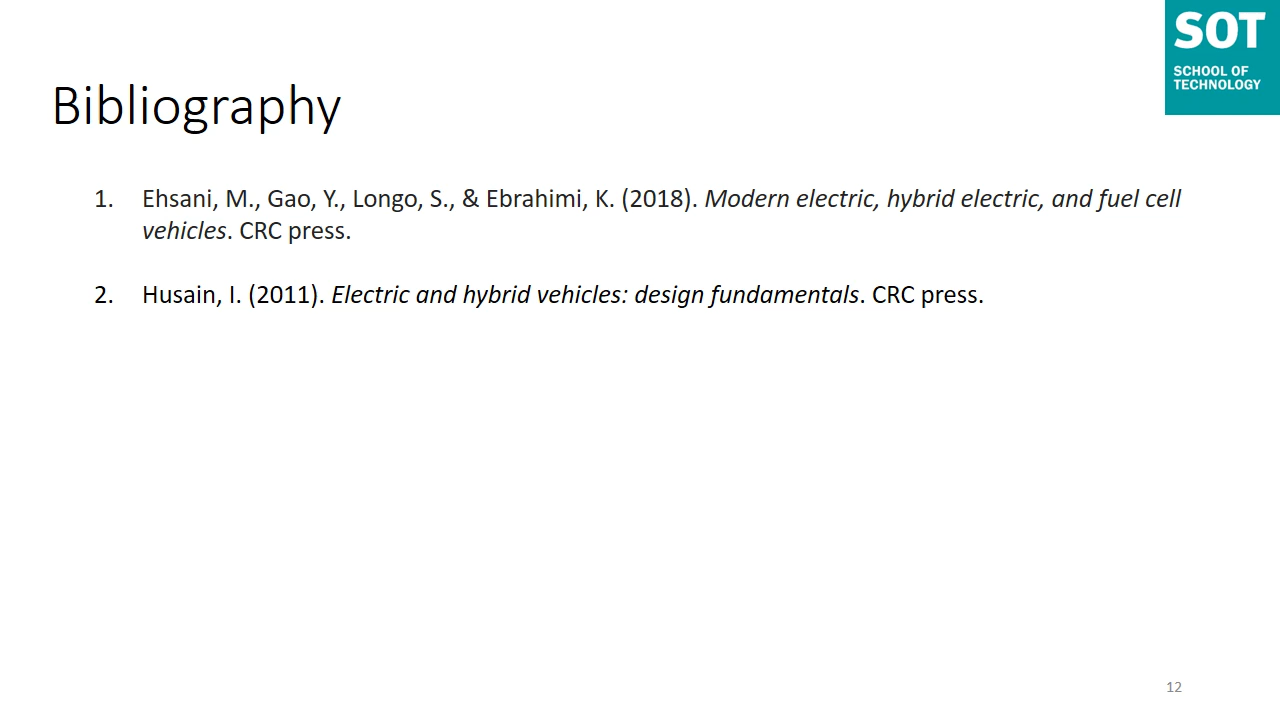 SOT
SCHOOL OF
TECHNOLOGY
Bibliography
1. Ehsani, M., Gao, Y., Longo, S., & Ebrahimi, K. (2018). Modern electric, hybrid electric, and fuel cell
vehicles. CRC press.
2. Husain, I. (2011). Electric and hybrid vehicles: design fundamentals. CRC press.
12